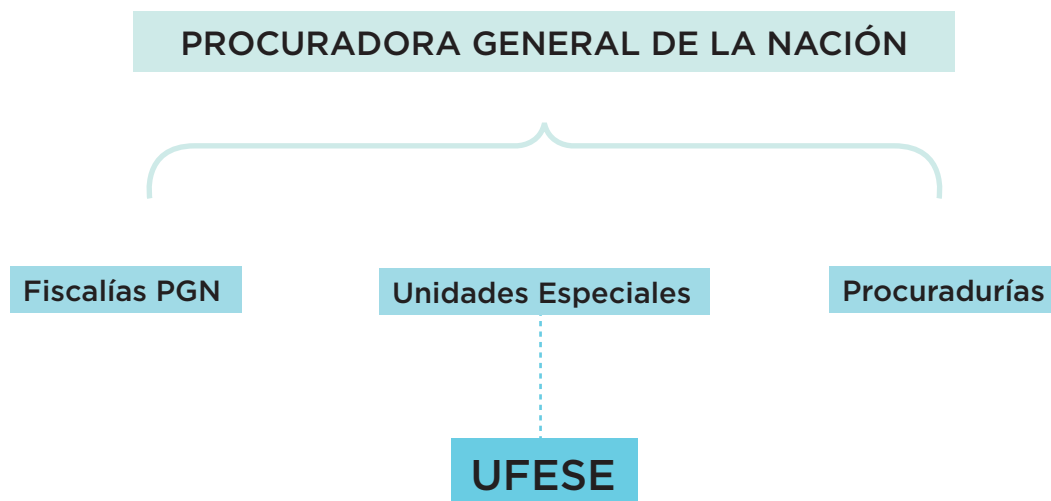 PROCURADORA GENERAL DE LA NACIÓN
Fiscalías PGN
Unidades Especiales
Procuradurías
UFESE